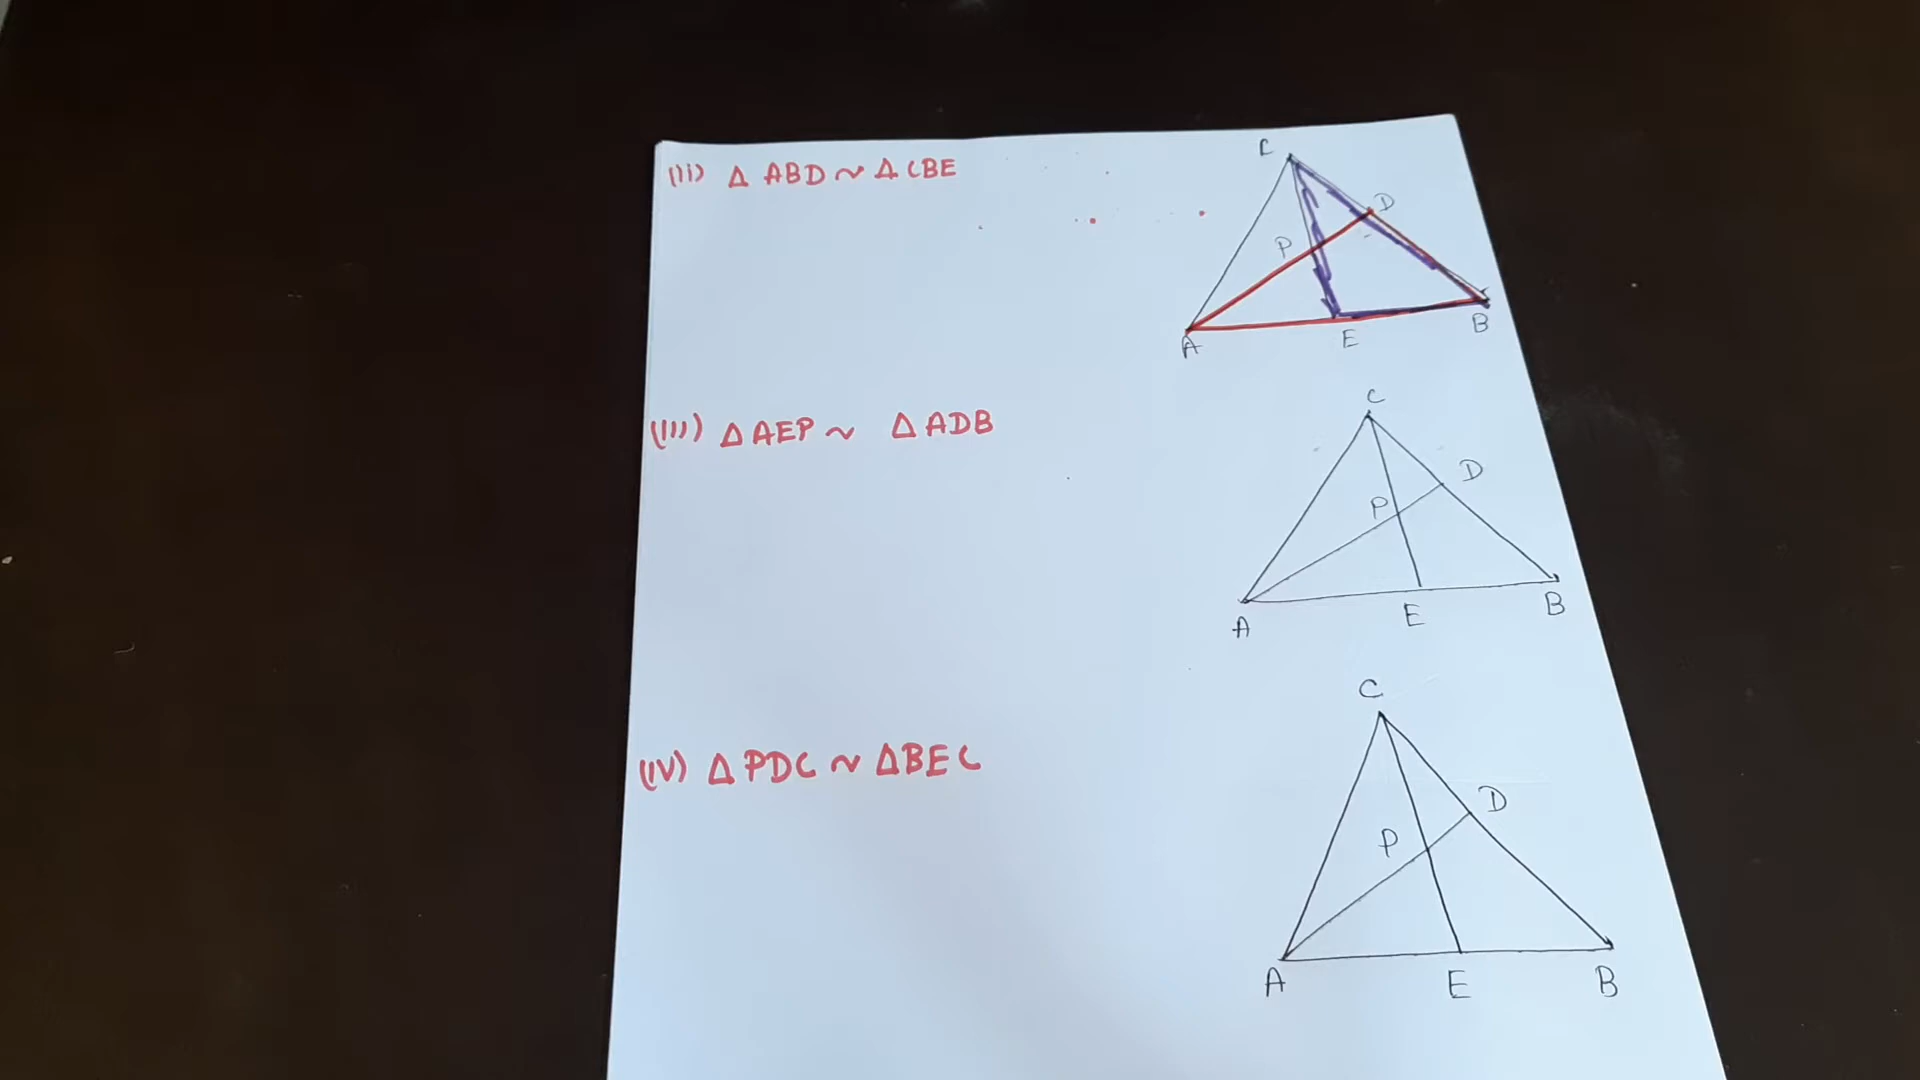 (ii) Δ ABD ~ Δ CBE
C
D
P
A
E
B
(iii) Δ AEP ~ Δ ADB
C
D
P
A
E
B
(iv) Δ PDC ~ Δ BEC
C
D
P
A
E
B